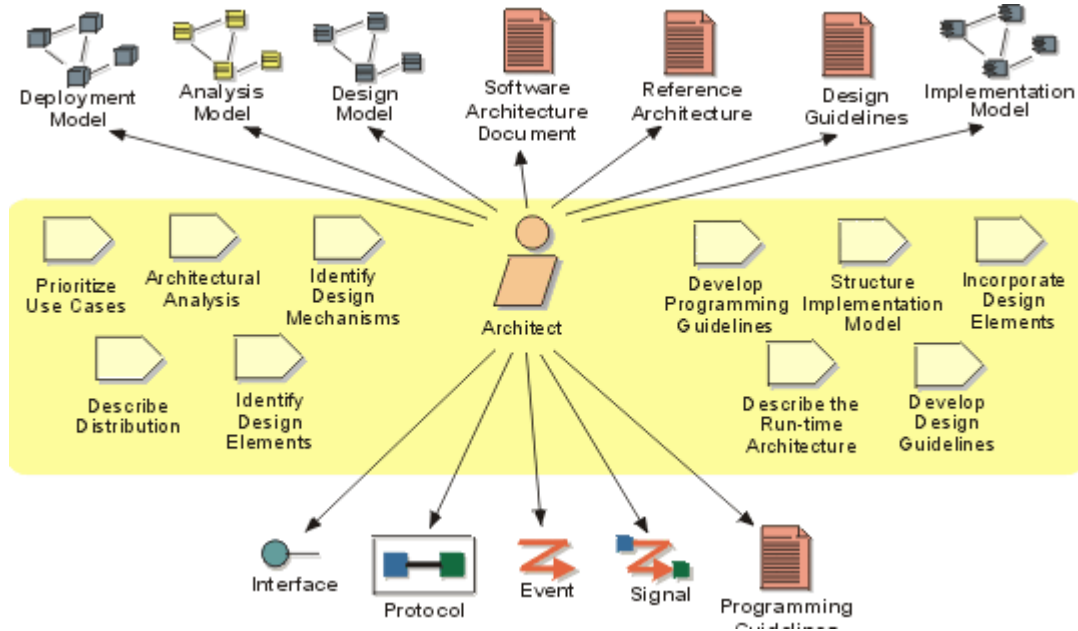 Deployment
Model
Analysis
Model
Design
Model
Software
Architecture
Document
Reference
Architecture
Design
Guidelines
Implementation
Model
Prioritize
Use Cases
Architectural
Analysis
Identify
Design
Mechanisms
Architect
Develop
Programming
Guidelines
Structure
Implementation
Model
Incorporate
Design
Elements
Describe
Distribution
Identify
Design
Elements
Describe the
Run-time
Architecture
Develop
Design
Guidelines
Interface
Protocol
Event
Signal
Programming
Guidelines